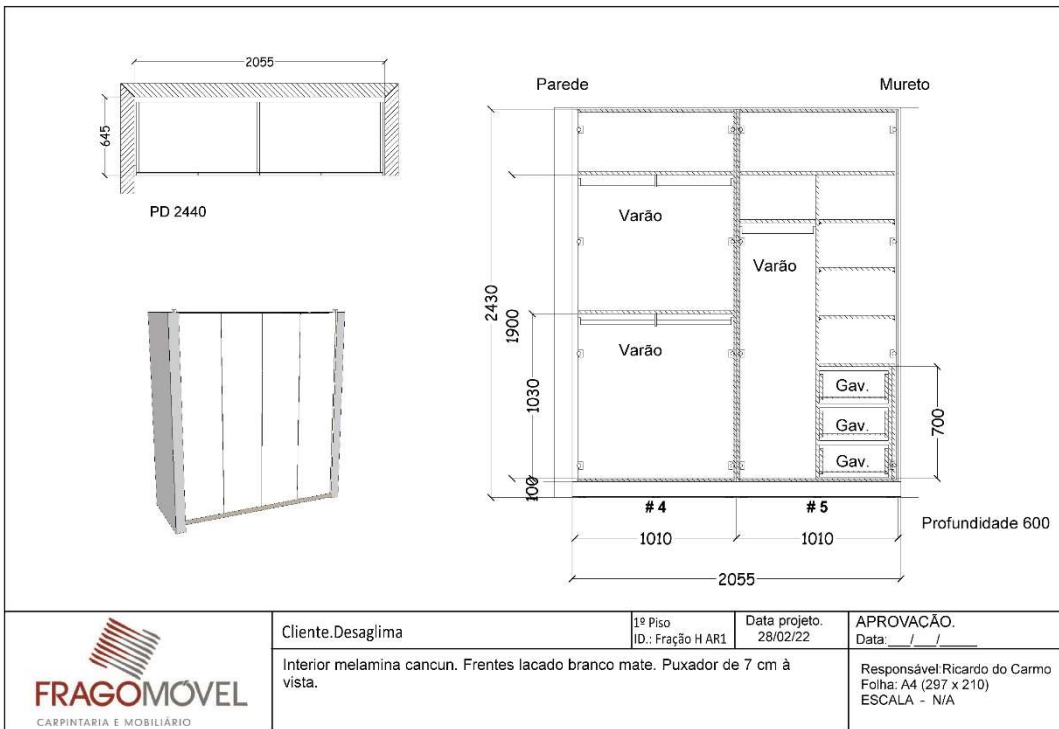 2055
645
PD 2440
Parede
Mureto
Varão
Varão
Varão
2430
1900
1030
100
Gav.
Gav.
Gav.
700
# 4
# 5
Profundidade 600
1010
1010
2055
FRAGOMÓVEL
CARPINTARIA E MOBILIÁRIO
Cliente.Desaglima
1º Piso
ID.: Fração H AR1
Data projeto.
28/02/22
APROVAÇÃO.
Data:___/___/____
Interior melamina cancun. Frentes lacado branco mate. Puxador de 7 cm à
vista.
Responsável:Ricardo do Carmo
Folha: A4 (297 x 210)
ESCALA - N/A